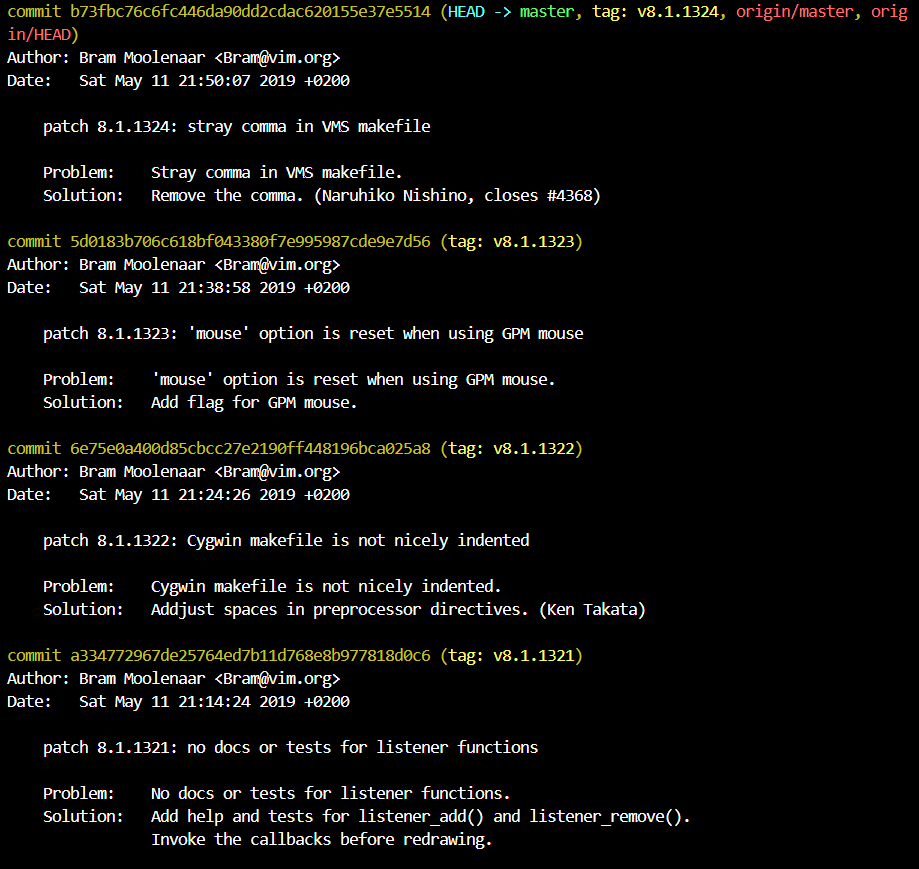 commit b73fbc76c6fc446da90dd2cdac620155e37e5514 (HEAD -> master, tag: v8.1.1324, origin/master, orig
in/HEAD)
Author: Bram Moolenaar <Bram@vim.org>
Date:   Sat May 11 21:50:07 2019 +0200

    patch 8.1.1324: stray comma in VMS makefile

    Problem:    Stray comma in VMS makefile.
    Solution:   Remove the comma. (Naruhiko Nishino, closes #4368)

commit 5d0183b706c618bf043380f7e995987cde9e7d56 (tag: v8.1.1323)
Author: Bram Moolenaar <Bram@vim.org>
Date:   Sat May 11 21:38:58 2019 +0200

    patch 8.1.1323: 'mouse' option is reset when using GPM mouse

    Problem:    'mouse' option is reset when using GPM mouse.
    Solution:   Add flag for GPM mouse.

commit 6e75e0a400d85cbcc27e2190ff448196bca025a8 (tag: v8.1.1322)
Author: Bram Moolenaar <Bram@vim.org>
Date:   Sat May 11 21:24:26 2019 +0200

    patch 8.1.1322: Cygwin makefile is not nicely indented

    Problem:    Cygwin makefile is not nicely indented.
    Solution:   Addjust spaces in preprocessor directives. (Ken Takata)

commit a334772967de25764ed7b11d768e8b977818d0c6 (tag: v8.1.1321)
Author: Bram Moolenaar <Bram@vim.org>
Date:   Sat May 11 21:14:24 2019 +0200

    patch 8.1.1321: no docs or tests for listener functions

    Problem:    No docs or tests for listener functions.
    Solution:   Add help and tests for listener_add() and listener_remove().
                Invoke the callbacks before redrawing.